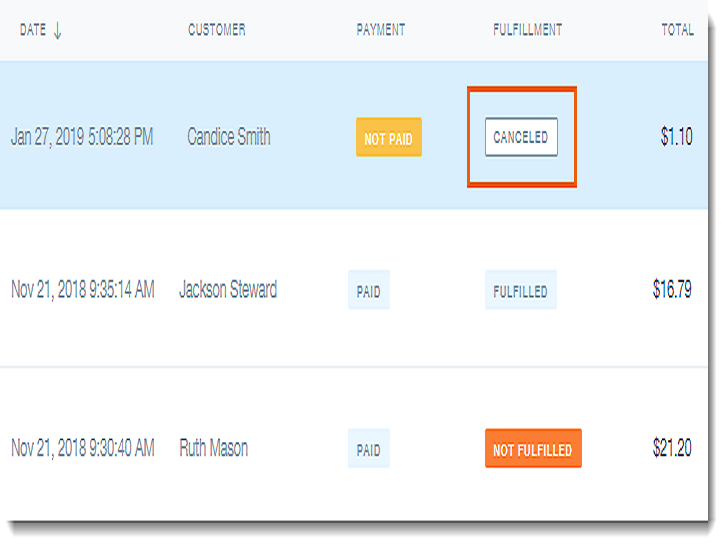 DATE ↓ CUSTOMER PAYMENT FULFILLMENT TOTAL
Jan 27, 2019 5:08:28 PM Candice Smith NOT PAID CANCELED $1.10
Nov 21, 2018 9:35:14 AM Jackson Steward PAID FULFILLED $16.79
Nov 21, 2018 9:30:40 AM Ruth Mason PAID NOT FULFILLED $21.20